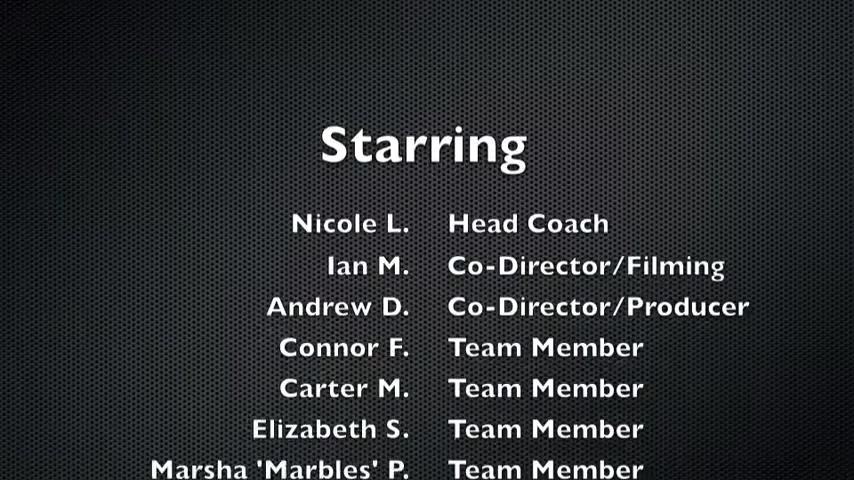 Starring
Nicole L. Head Coach
Ian M. Co-Director/Filming
Andrew D. Co-Director/Producer
Connor F. Team Member
Carter M. Team Member
Elizabeth S. Team Member
Marsha 'Marbles' P. Team Member